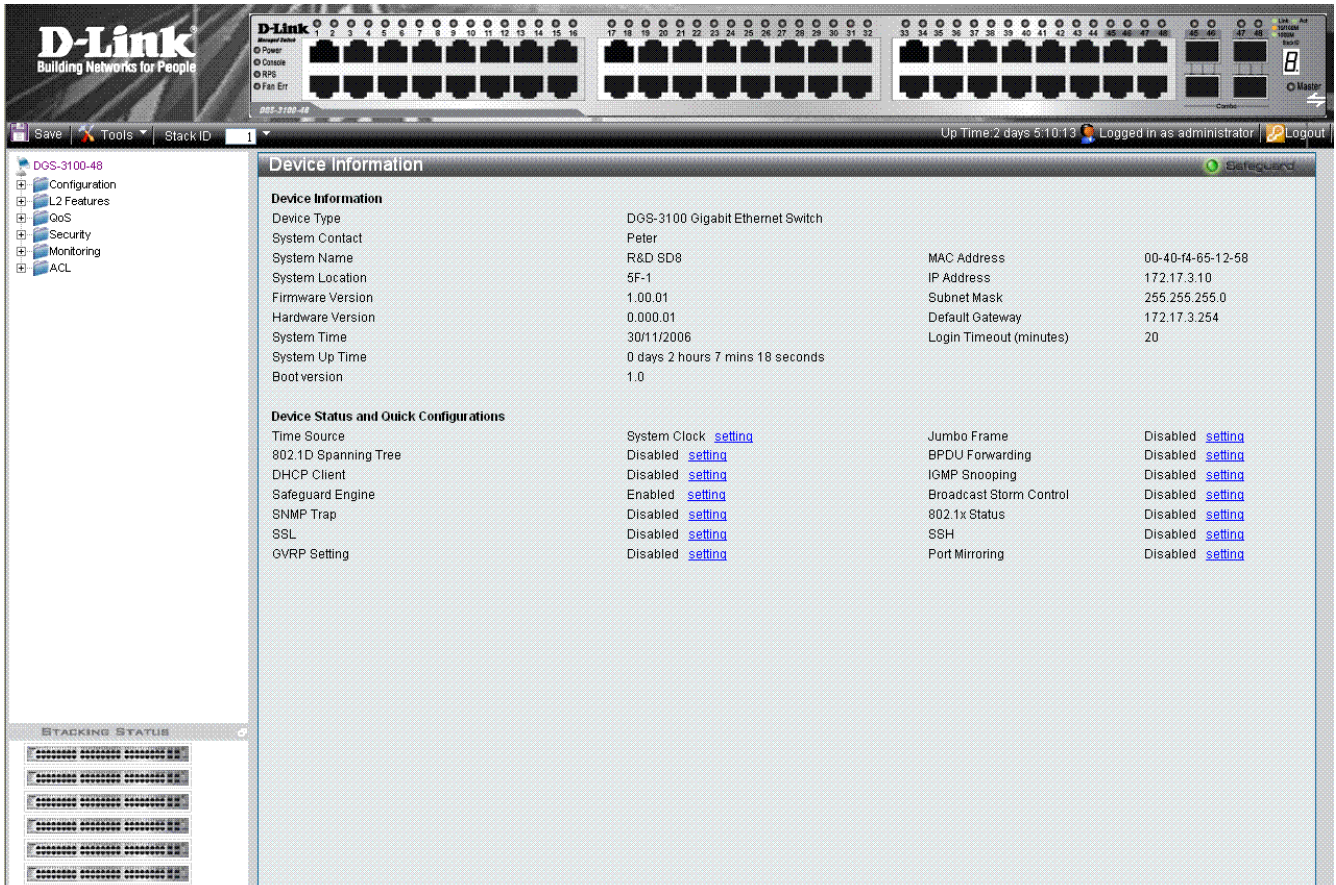 D-Link
Building Networks for People
D-Link
Managed Switch
Power
Console
RPS
Fan Err
DGS-3100-48
1 2 3 4 5 6 7 8 9 10 11 12 13 14 15 16
17 18 19 20 21 22 23 24 25 26 27 28 29 30 31 32
33 34 35 36 37 38 39 40 41 42 43 44 45 46 47 48
45 46 47 48
Link Act
Combo
Master
Save Tools Stack ID 1
Up Time:2 days 5:10:13 Logged in as administrator Logout
DGS-3100-48
Configuration
L2 Features
QoS
Security
Monitoring
ACL
Device Information
Safeguard
Device Information
Device Type DGS-3100 Gigabit Ethernet Switch
System Contact Peter
System Name R&D SD8 MAC Address 00-40-f4-65-12-58
System Location 5F-1 IP Address 172.17.3.10
Firmware Version 1.00.01 Subnet Mask 255.255.255.0
Hardware Version 0.000.01 Default Gateway 172.17.3.254
System Time 30/11/2006 Login Timeout (minutes) 20
System Up Time 0 days 2 hours 7 mins 18 seconds
Boot version 1.0
Device Status and Quick Configurations
Time Source System Clock setting Jumbo Frame Disabled setting
802.1D Spanning Tree Disabled setting BPDU Forwarding Disabled setting
DHCP Client Disabled setting IGMP Snooping Disabled setting
Safeguard Engine Enabled setting Broadcast Storm Control Disabled setting
SNMP Trap Disabled setting 802.1x Status Disabled setting
SSL Disabled setting SSH Disabled setting
GVRP Setting Disabled setting Port Mirroring Disabled setting
STACKING STATUS